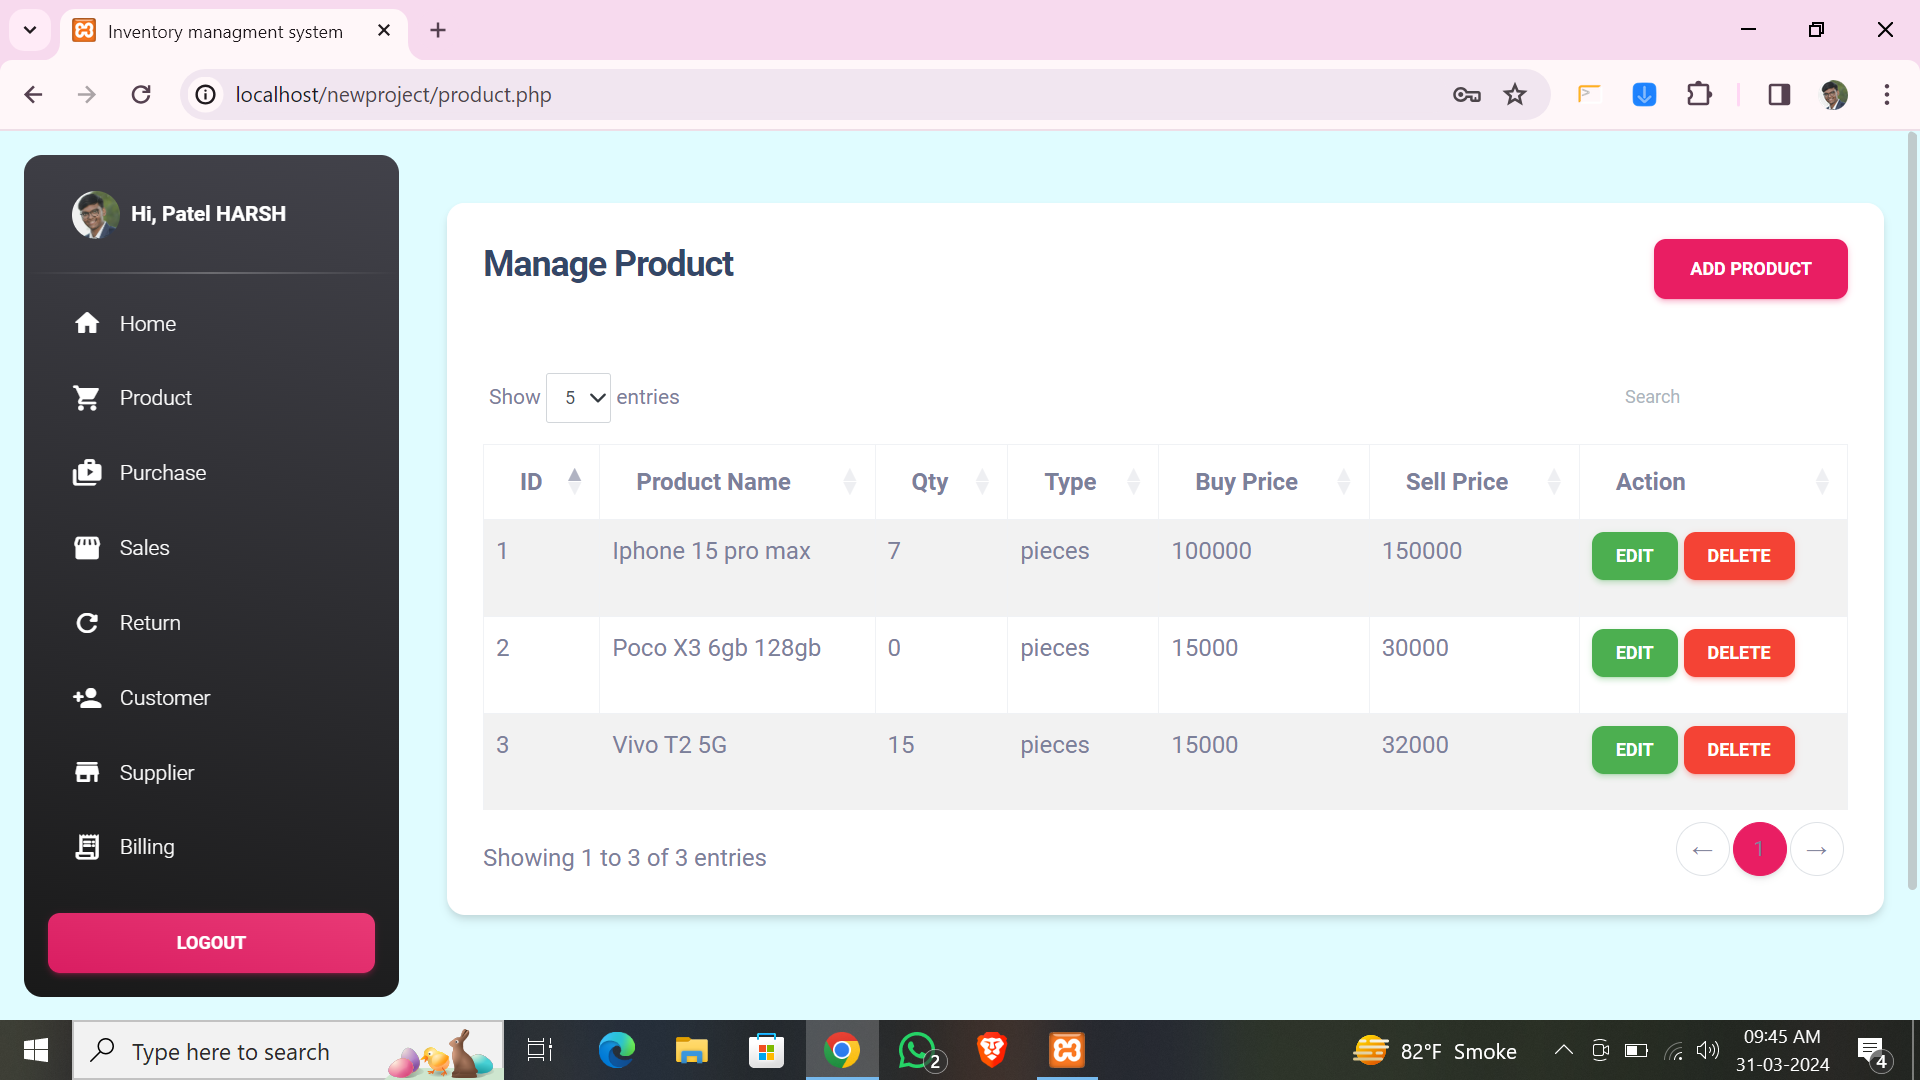 Inventory managment system
localhost/newproject/product.php
Hi, Patel HARSH
Home
Product
Purchase
Sales
Return
Customer
Supplier
Billing
LOGOUT
Manage Product
ADD PRODUCT
Show 5 entries
Search
ID Product Name Qty Type Buy Price Sell Price Action
1 Iphone 15 pro max 7 pieces 100000 150000 EDIT DELETE
2 Poco X3 6gb 128gb 0 pieces 15000 30000 EDIT DELETE
3 Vivo T2 5G 15 pieces 15000 32000 EDIT DELETE
Showing 1 to 3 of 3 entries
← 1 →
Type here to search
2
82°F Smoke
09:45 AM
31-03-2024
4